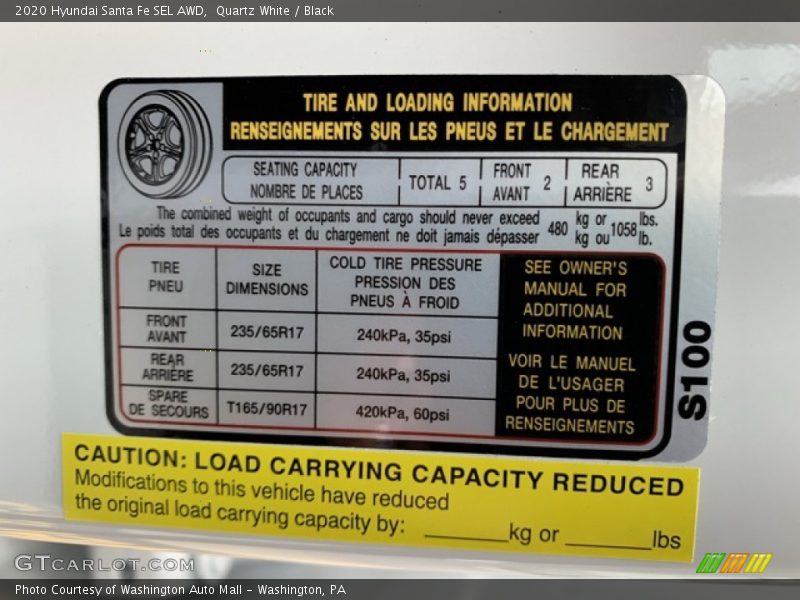 2020 Hyundai Santa Fe SEL AWD,  Quartz White / Black
TIRE AND LOADING INFORMATION
RENSEIGNEMENTS SUR LES PNEUS ET LE CHARGEMENT
SEATING CAPACITY
NOMBRE DE PLACES
TOTAL 5
FRONT
AVANT 2
REAR
ARRIÈRE 3
The combined weight of occupants and cargo should never exceed
Le poids total des occupants et du chargement ne doit jamais dépasser
480 kg or 1058 lbs.
kg ou lb.
TIRE
PNEU
SIZE
DIMENSIONS
COLD TIRE PRESSURE
PRESSION DES
PNEUS À FROID
FRONT
AVANT
235/65R17
240kPa, 35psi
REAR
ARRIÈRE
235/65R17
240kPa, 35psi
SPARE
DE SECOURS
T165/90R17
420kPa, 60psi
SEE OWNER'S
MANUAL FOR
ADDITIONAL
INFORMATION
VOIR LE MANUEL
DE L'USAGER
POUR PLUS DE
RENSEIGNEMENTS
S100
CAUTION: LOAD CARRYING CAPACITY REDUCED
Modifications to this vehicle have reduced
the original load carrying capacity by: ______kg or ______lbs
GTCARLOT.COM
Photo Courtesy of Washington Auto Mall – Washington, PA